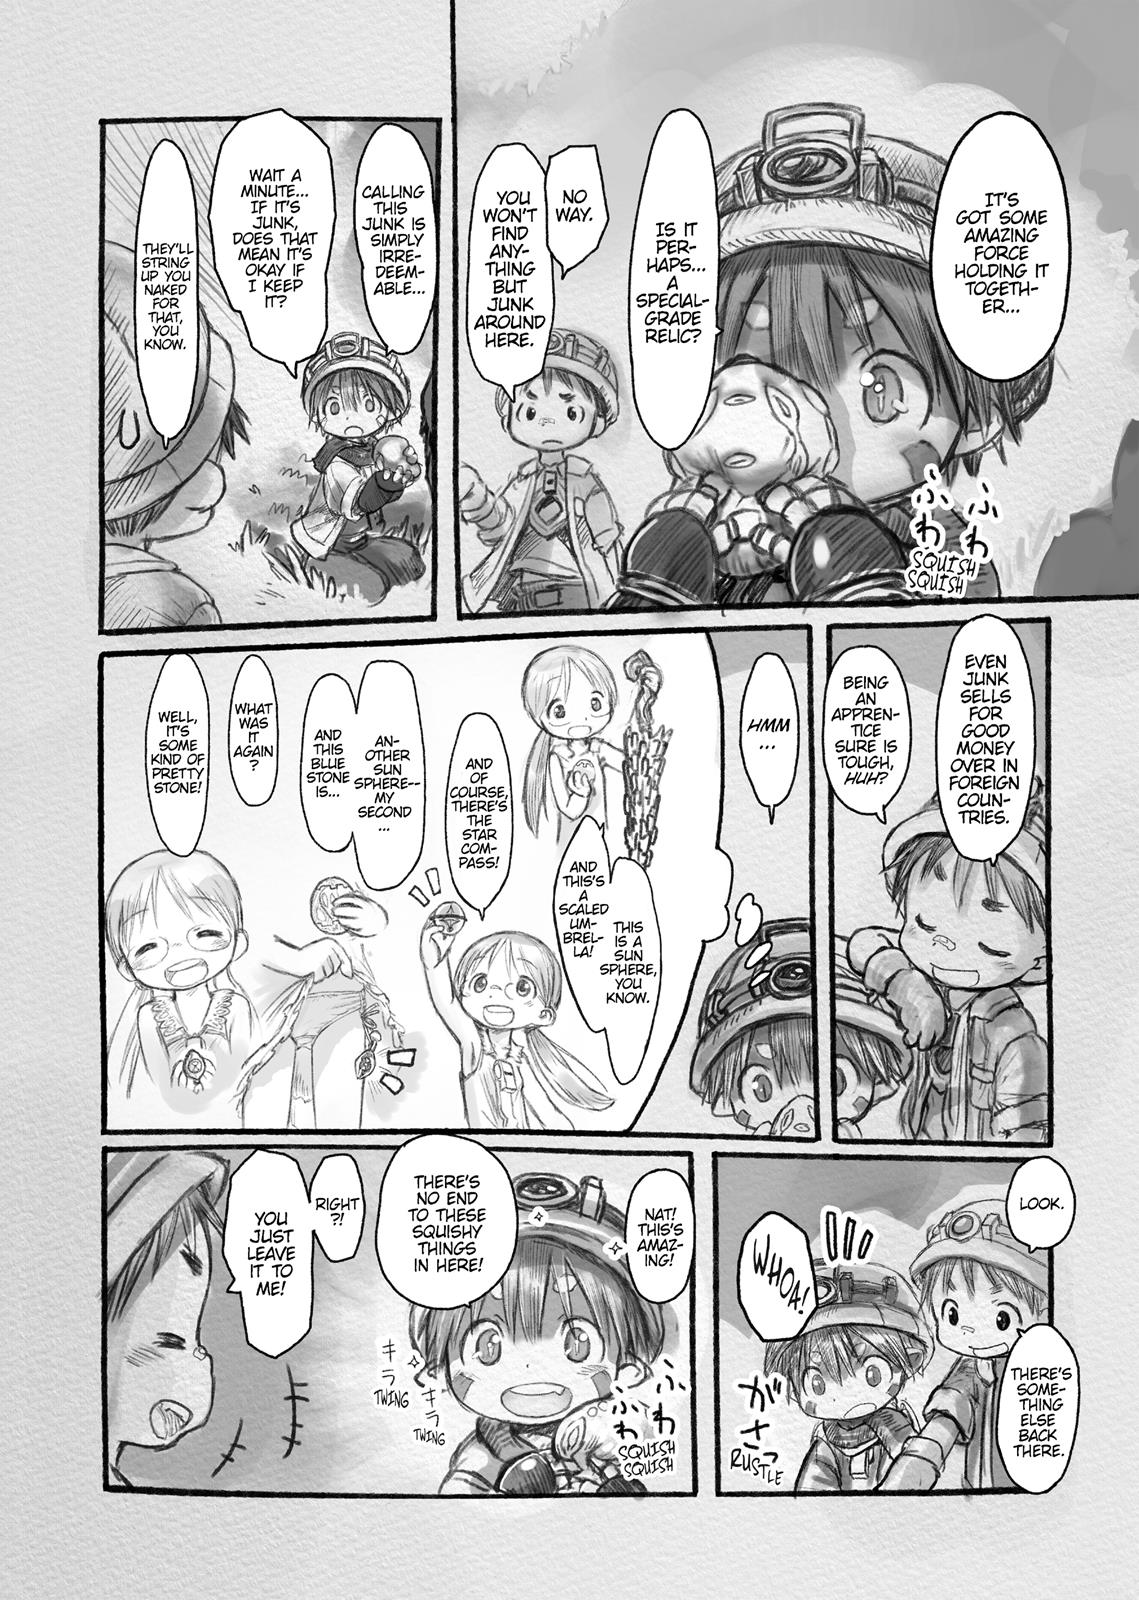 IT'S
GOT SOME
AMAZING
FORCE
HOLDING IT
TOGETH-
ER...
IS IT
PER-
HAPS...
A
SPECIAL-
GRADE
RELIC?
ふわ
ふわ
SQUISH
SQUISH
NO
WAY.
YOU
WON'T
FIND
ANY-
THING
BUT JUNK
AROUND
HERE.
CALLING
THIS
JUNK IS
SIMPLY
IRRE-
DEEM-
ABLE...
WAIT A
MINUTE...
IF IT'S
JUNK,
DOES THAT
MEAN IT'S
OKAY IF
I KEEP
IT?
THEY'LL
STRING
UP YOU
NAKED
FOR
THAT,
YOU
KNOW.
EVEN
JUNK
SELLS
FOR
GOOD
MONEY
OVER IN
FOREIGN
COUN-
TRIES.
BEING
AN
APPREN-
TICE
SURE IS
TOUGH,
HUH?
HMM
...
THIS
IS A
SUN
SPHERE,
YOU
KNOW.
AND
THIS'S
A
SCALED
UM-
BREL-
LA!
AND
OF
COURSE,
THERE'S
THE
STAR
COM-
PASS!
AN-
OTHER
SUN
SPHERE--
MY
SECOND
...
AND
THIS
BLUE
STONE
IS...
WHAT
WAS
IT
AGAIN?
WELL,
IT'S
SOME
KIND OF
PRETTY
STONE!
LOOK.
THERE'S
SOME-
THING
ELSE
BACK
THERE.
WHOA!
がさっ
RUSTLE
NAT!
THIS'S
AMAZ-
ING!
THERE'S
NO END
TO THESE
SQUISHY
THINGS
IN HERE!
ふわ
ふわ
SQUISH
SQUISH
キラ
TWING
キラ
TWING
RIGHT
?!
YOU
JUST
LEAVE
IT TO
ME!